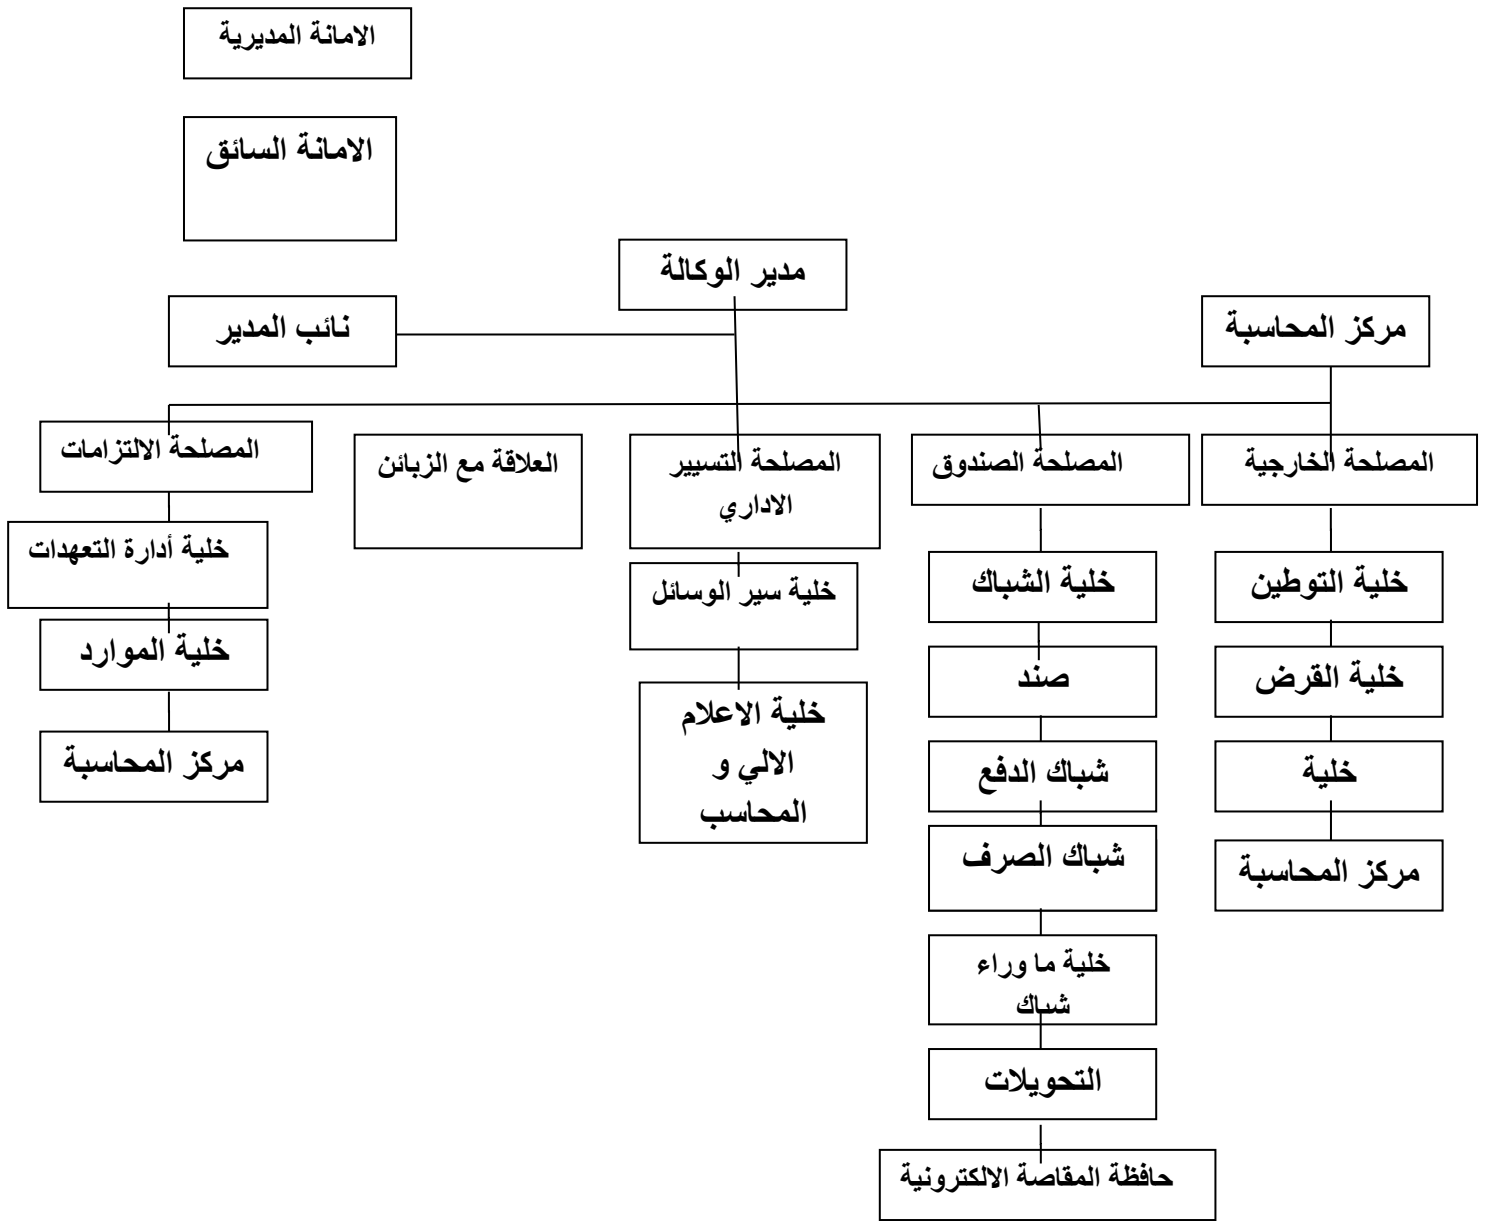 الامانة المديرية
الامانة السائق
مدير الوكالة
مركز المحاسبة
نائب المدير
المصلحة الخارجية
المصلحة الصندوق
المصلحة التسيير
الاداري
العلاقة مع الزبائن
المصلحة الالتزامات
خلية التوطين
خلية القرض
خلية
مركز المحاسبة
خلية الشباك
صند
شباك الدفع
شباك الصرف
خلية ما وراء
شباك
التحويلات
حافظة المقاصة الالكترونية
خلية سير الوسائل
خلية الاعلام
الالي و
المحاسب
خلية أدارة التعهدات
خلية الموارد
مركز المحاسبة